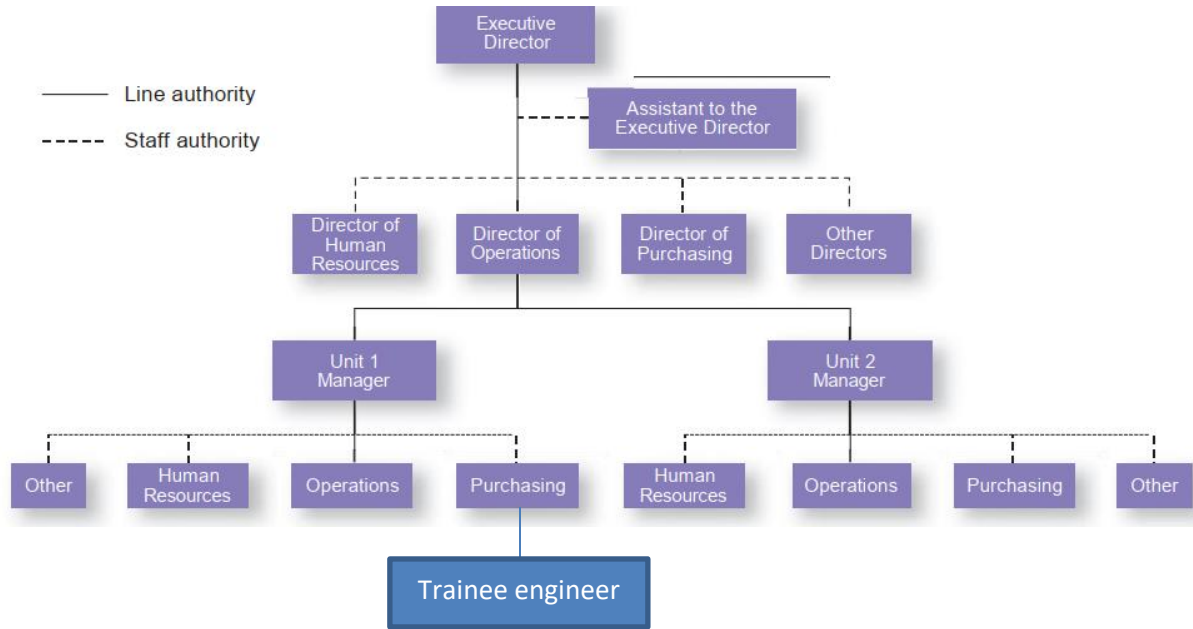 Executive
Director
Line authority
Assistant to the
Executive Director
Staff authority
Director of
Human
Resources
Director of
Operations
Director of
Purchasing
Other
Directors
Unit 1
Manager
Unit 2
Manager
Other
Human
Resources
Operations
Purchasing
Human
Resources
Operations
Purchasing
Other
Trainee engineer